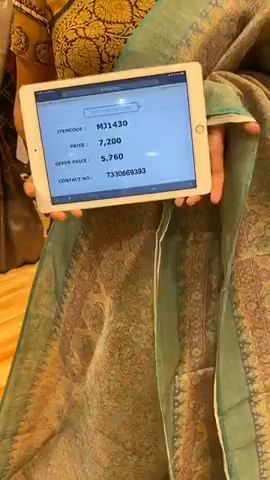 ITEMCODE : MJ1430
PRICE : 7,200
OFFER PRICE : 5,760
CONTACT NO : 7330669393